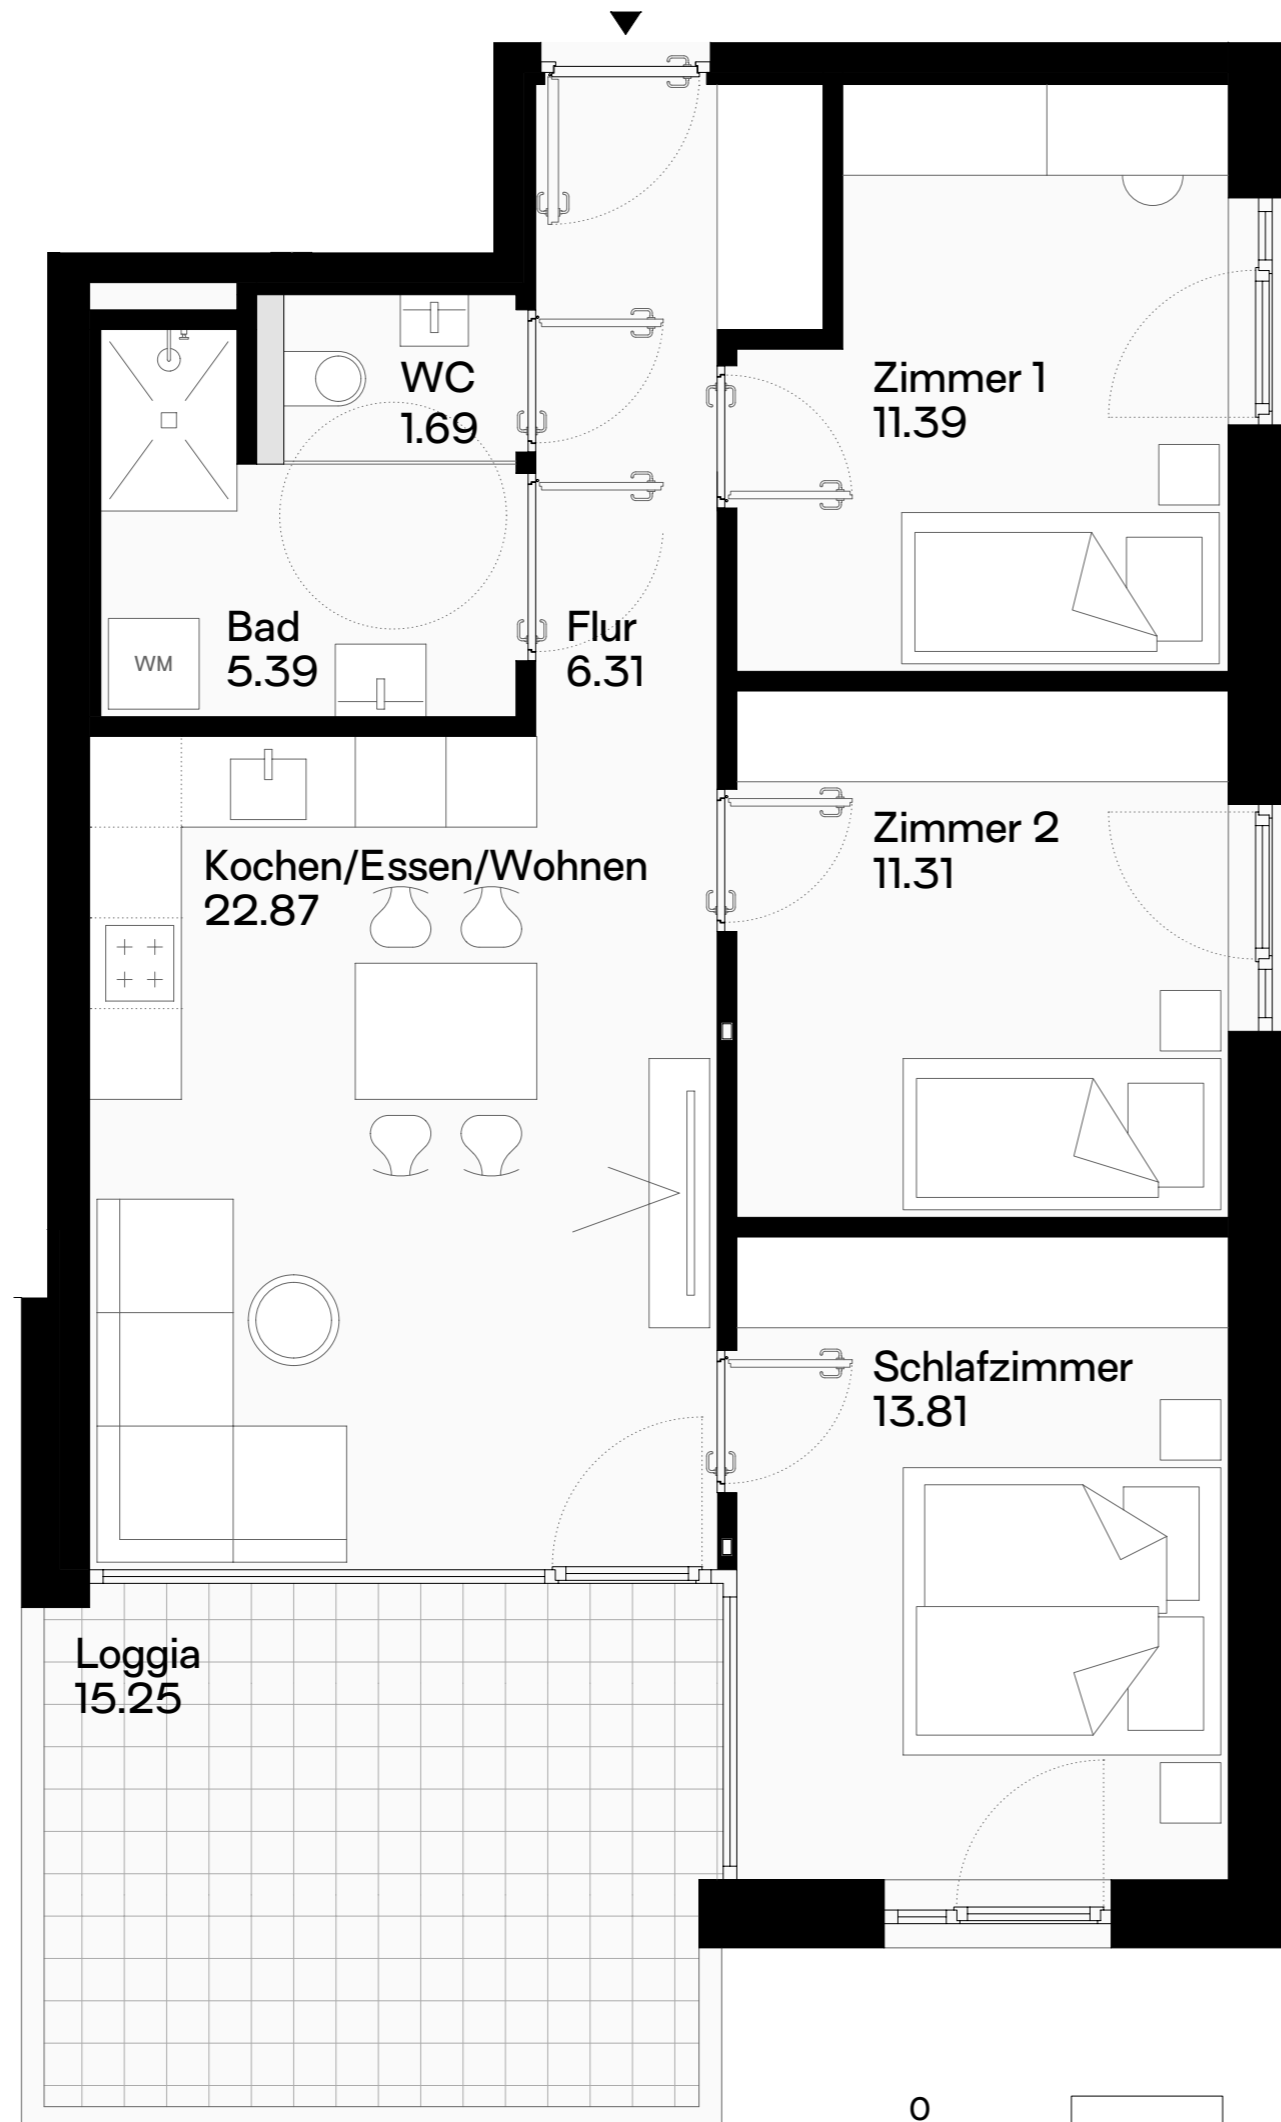 WC
1.69
Zimmer 1
11.39
Bad
5.39
WM
Flur
6.31
Kochen/Essen/Wohnen
22.87
Zimmer 2
11.31
Schlafzimmer
13.81
Loggia
15.25
0